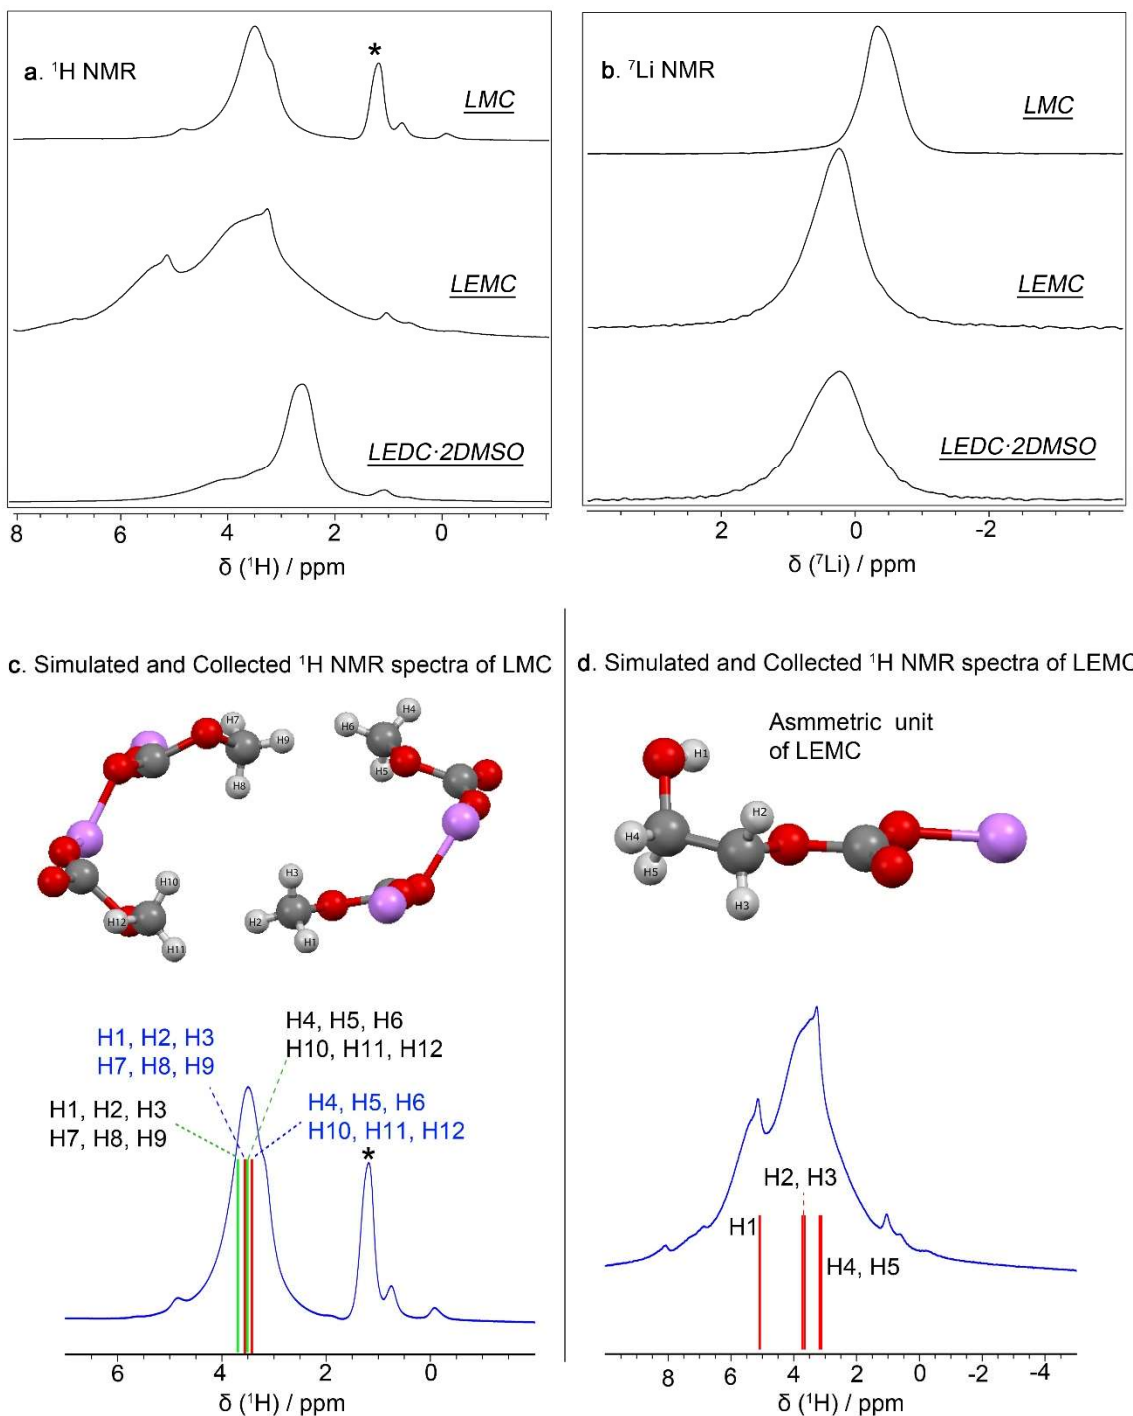 a. ¹H NMR
*
LMC
LEMC
LEDC·2DMSO
8 6 4 2 0
δ (¹H) / ppm
b. ⁷Li NMR
LMC
LEMC
LEDC·2DMSO
2 0 -2
δ (⁷Li) / ppm
c. Simulated and Collected ¹H NMR spectra of LMC
H7
H9
H8
H4
H6
H5
H10
H12
H11
H3
H2
H1
H4, H5, H6
H10, H11, H12
H1, H2, H3
H7, H8, H9
H1, H2, H3
H7, H8, H9
H4, H5, H6
H10, H11, H12
*
6 4 2 0
δ (¹H) / ppm
d. Simulated and Collected ¹H NMR spectra of LEMC
Asmmetric unit
of LEMC
H1
H2
H4
H5
H3
H2, H3
H1
H4, H5
8 6 4 2 0 -2 -4
δ (¹H) / ppm